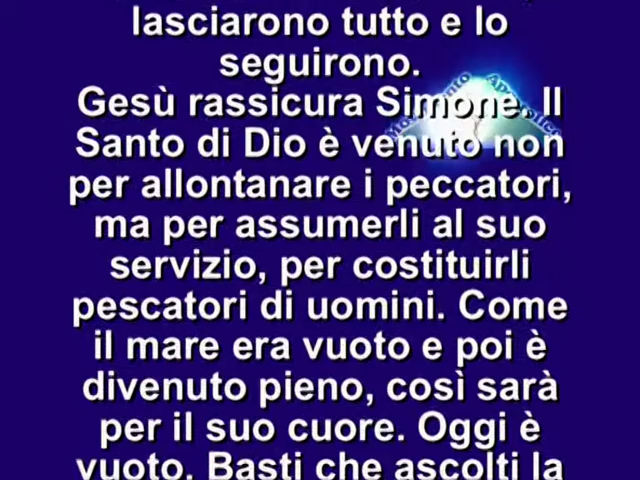 lasciarono tutto e lo
seguirono.
Gesù rassicura Simone. Il
Santo di Dio è venuto non
per allontanare i peccatori,
ma per assumerli al suo
servizio, per costituirli
pescatori di uomini. Come
il mare era vuoto e poi è
divenuto pieno, così sarà
per il suo cuore. Oggi è
vuoto. Basti che ascolti la